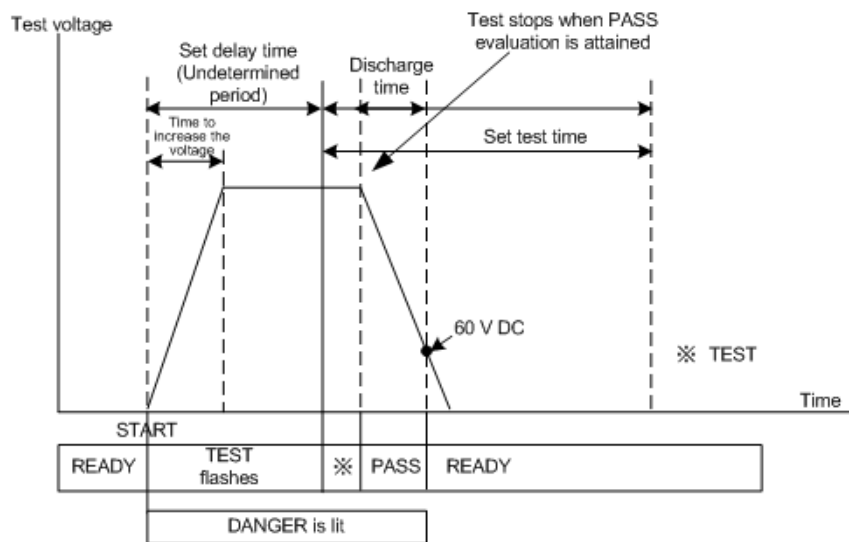 Test voltage
Test stops when PASS
evaluation is attained
Set delay time
(Undetermined
period)
Discharge
time
Time to
increase the
voltage
Set test time
60 V DC
※ TEST
Time
START
READY
TEST
flashes
※
PASS
READY
DANGER is lit